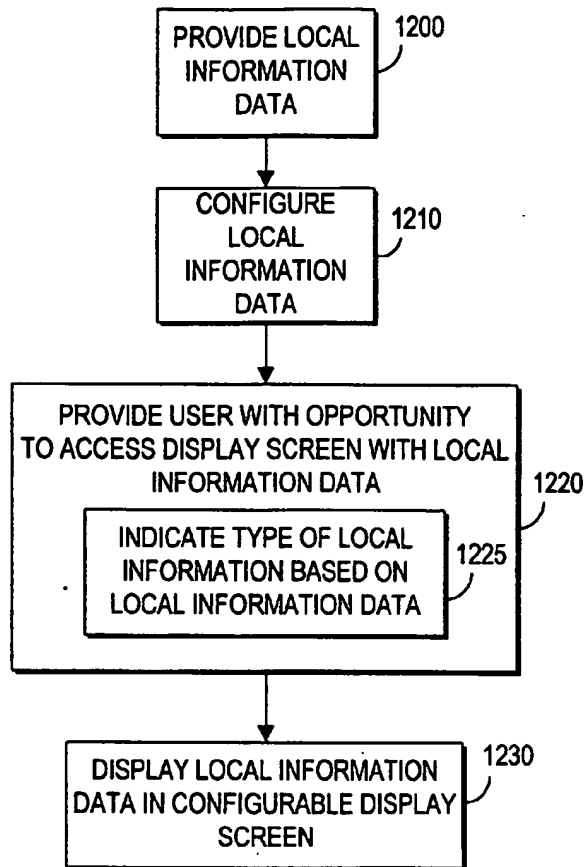 PROVIDE LOCAL
INFORMATION
DATA
1200
CONFIGURE
LOCAL
INFORMATION
DATA
1210
PROVIDE USER WITH OPPORTUNITY
TO ACCESS DISPLAY SCREEN WITH LOCAL
INFORMATION DATA
1220
INDICATE TYPE OF LOCAL
INFORMATION BASED ON
LOCAL INFORMATION DATA
1225
DISPLAY LOCAL INFORMATION
DATA IN CONFIGURABLE DISPLAY
SCREEN
1230